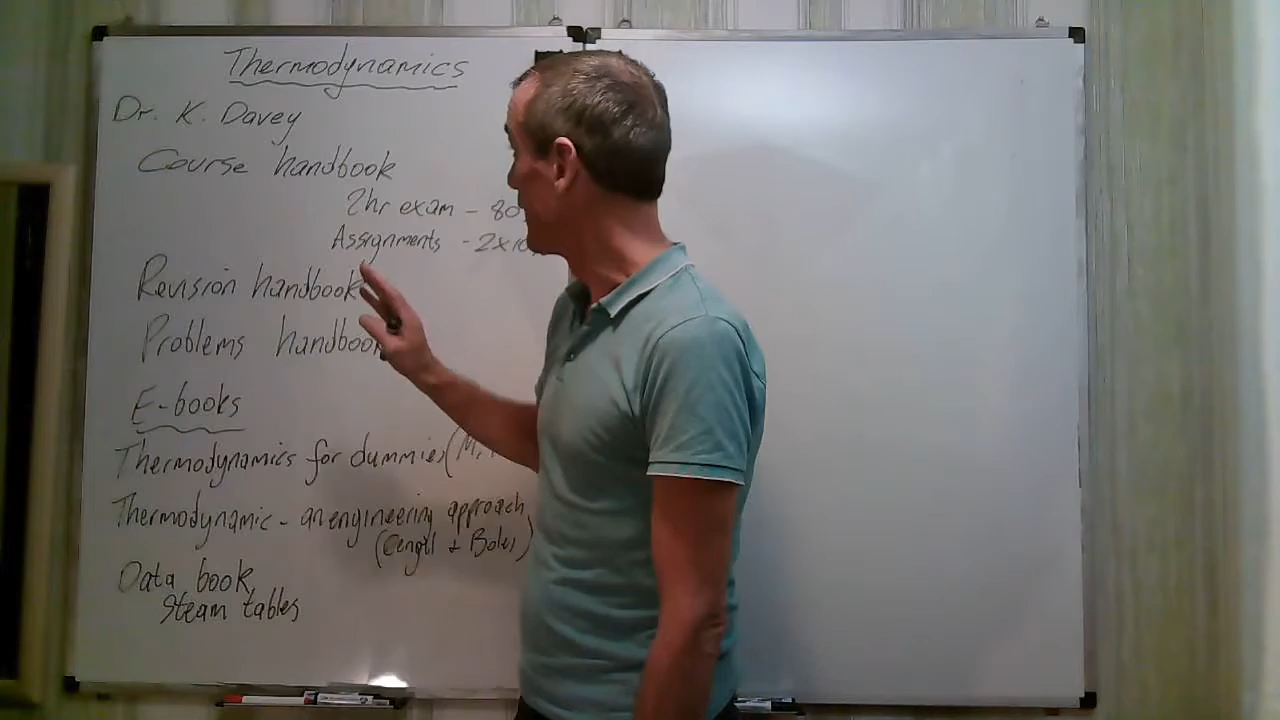 Thermodynamics
Dr. K. Davey
Course handbook
2hr exam - 80
Assignments - 2x10
Revision handbook
Problems handbook
E-books
Thermodynamics for dummies (M.
Thermodynamic - an engineering approach
(Cengel + Boles)
Data book
Steam tables